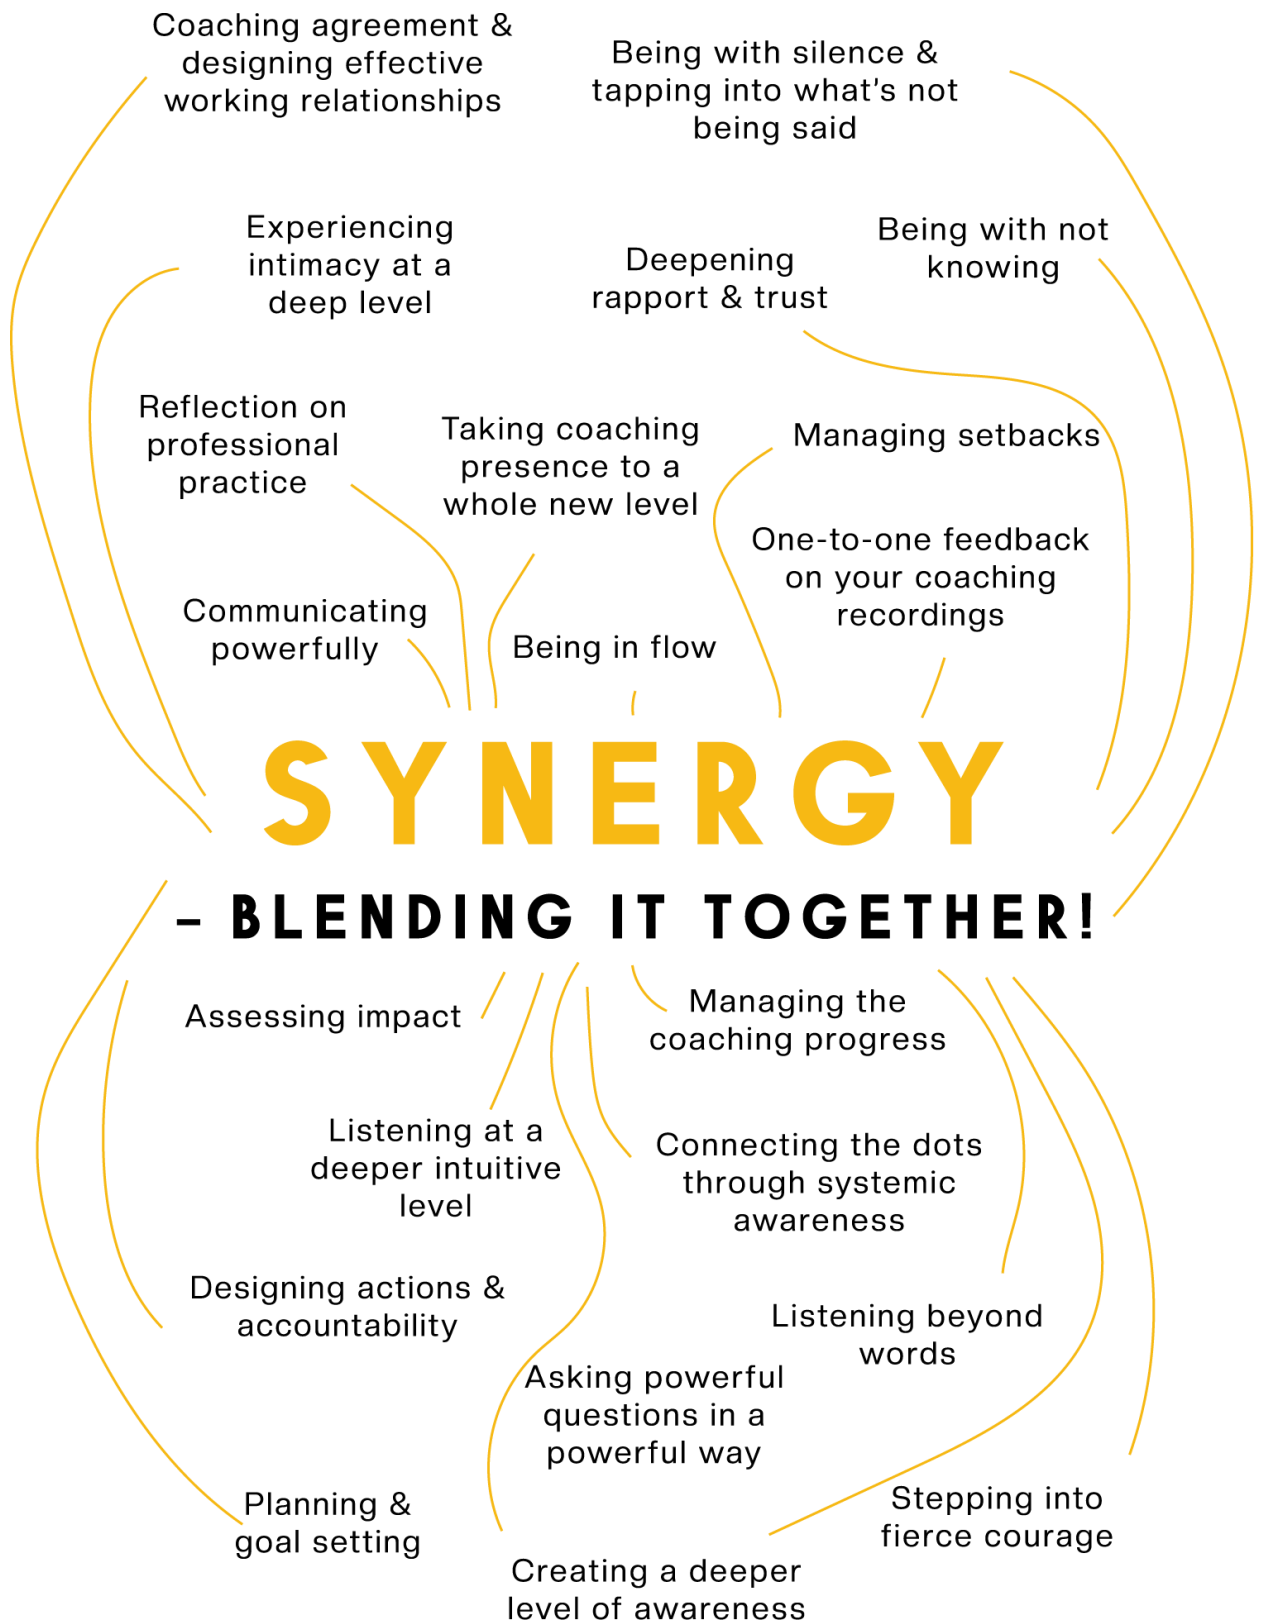 Coaching agreement &
designing effective
working relationships
Being with silence &
tapping into what's not
being said
Experiencing
intimacy at a
deep level
Deepening
rapport & trust
Being with not
knowing
Reflection on
professional
practice
Taking coaching
presence to a
whole new level
Managing setbacks
One-to-one feedback
on your coaching
recordings
Communicating
powerfully
Being in flow
SYNERGY
– BLENDING IT TOGETHER!
Assessing impact
Managing the
coaching progress
Listening at a
deeper intuitive
level
Connecting the dots
through systemic
awareness
Designing actions &
accountability
Listening beyond
words
Asking powerful
questions in a
powerful way
Planning &
goal setting
Stepping into
fierce courage
Creating a deeper
level of awareness